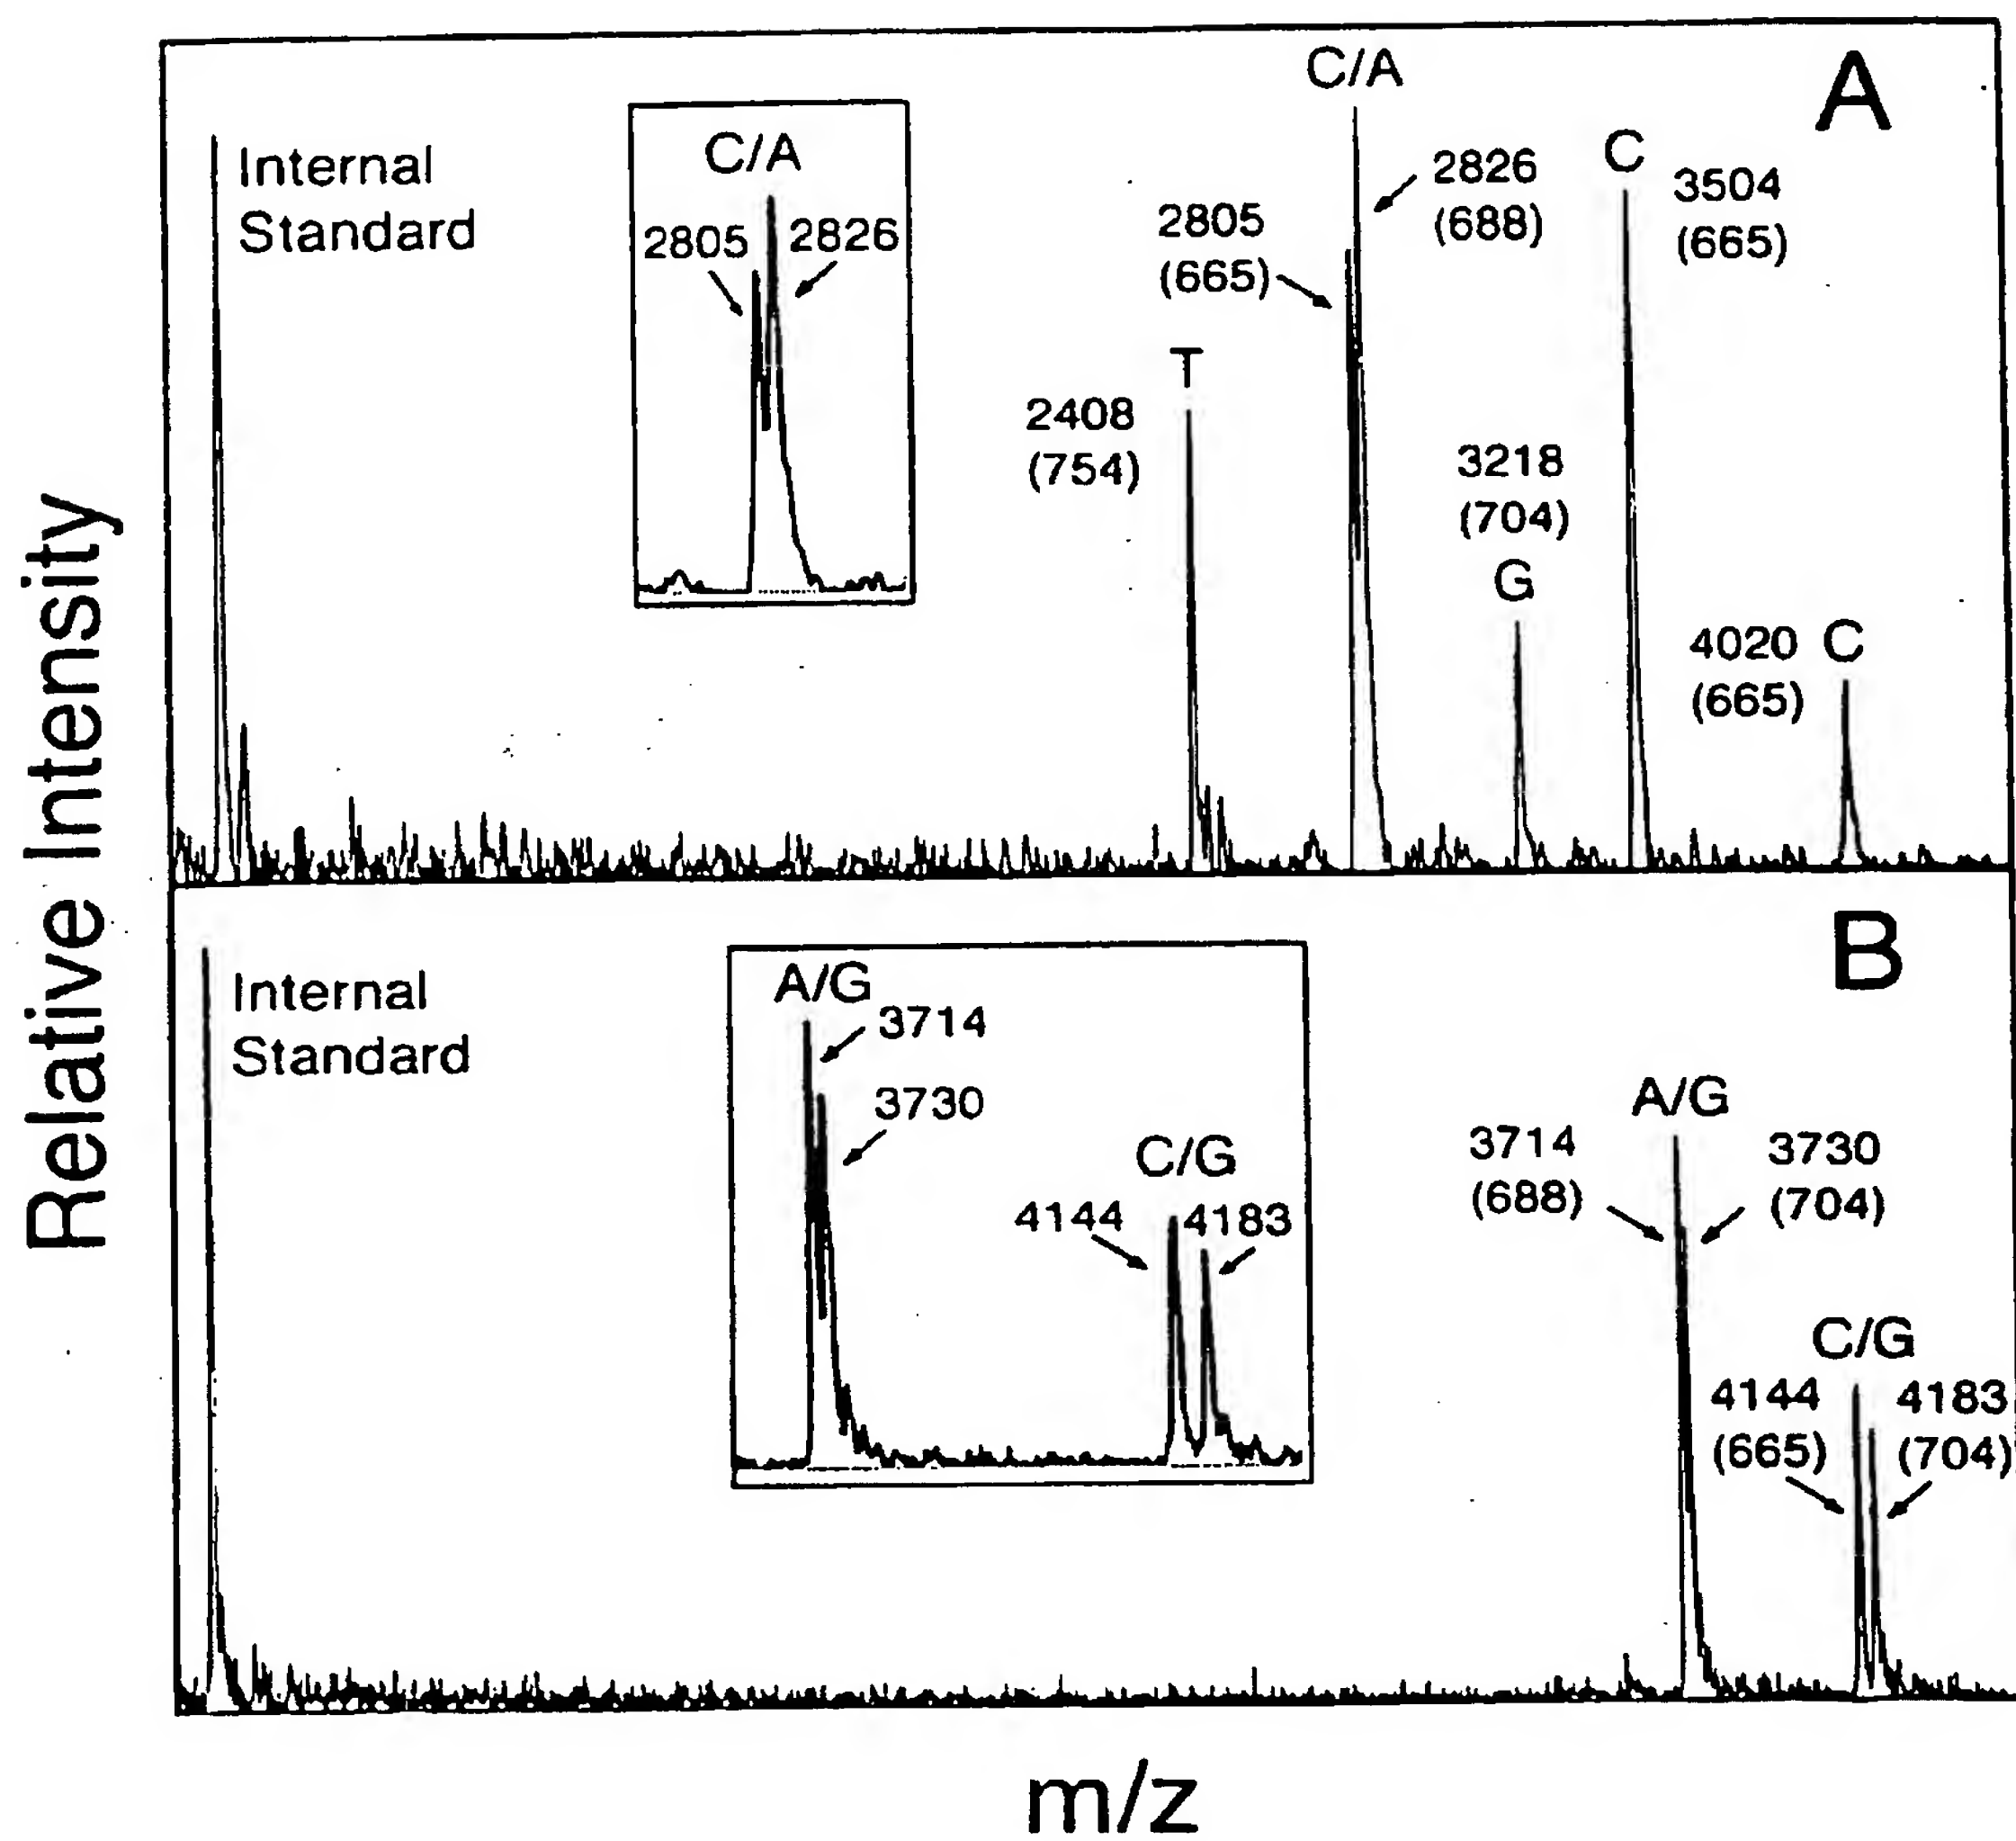 Relative Intensity
A
Internal
Standard
C/A
2805
2826
T
2408
(754)
C/A
2805
(665)
2826
(688)
3218
(704)
G
C
3504
(665)
4020 C
(665)
B
Internal
Standard
A/G
3714
3730
C/G
4144
4183
A/G
3714
(688)
3730
(704)
C/G
4144
(665)
4183
(704)
m/z